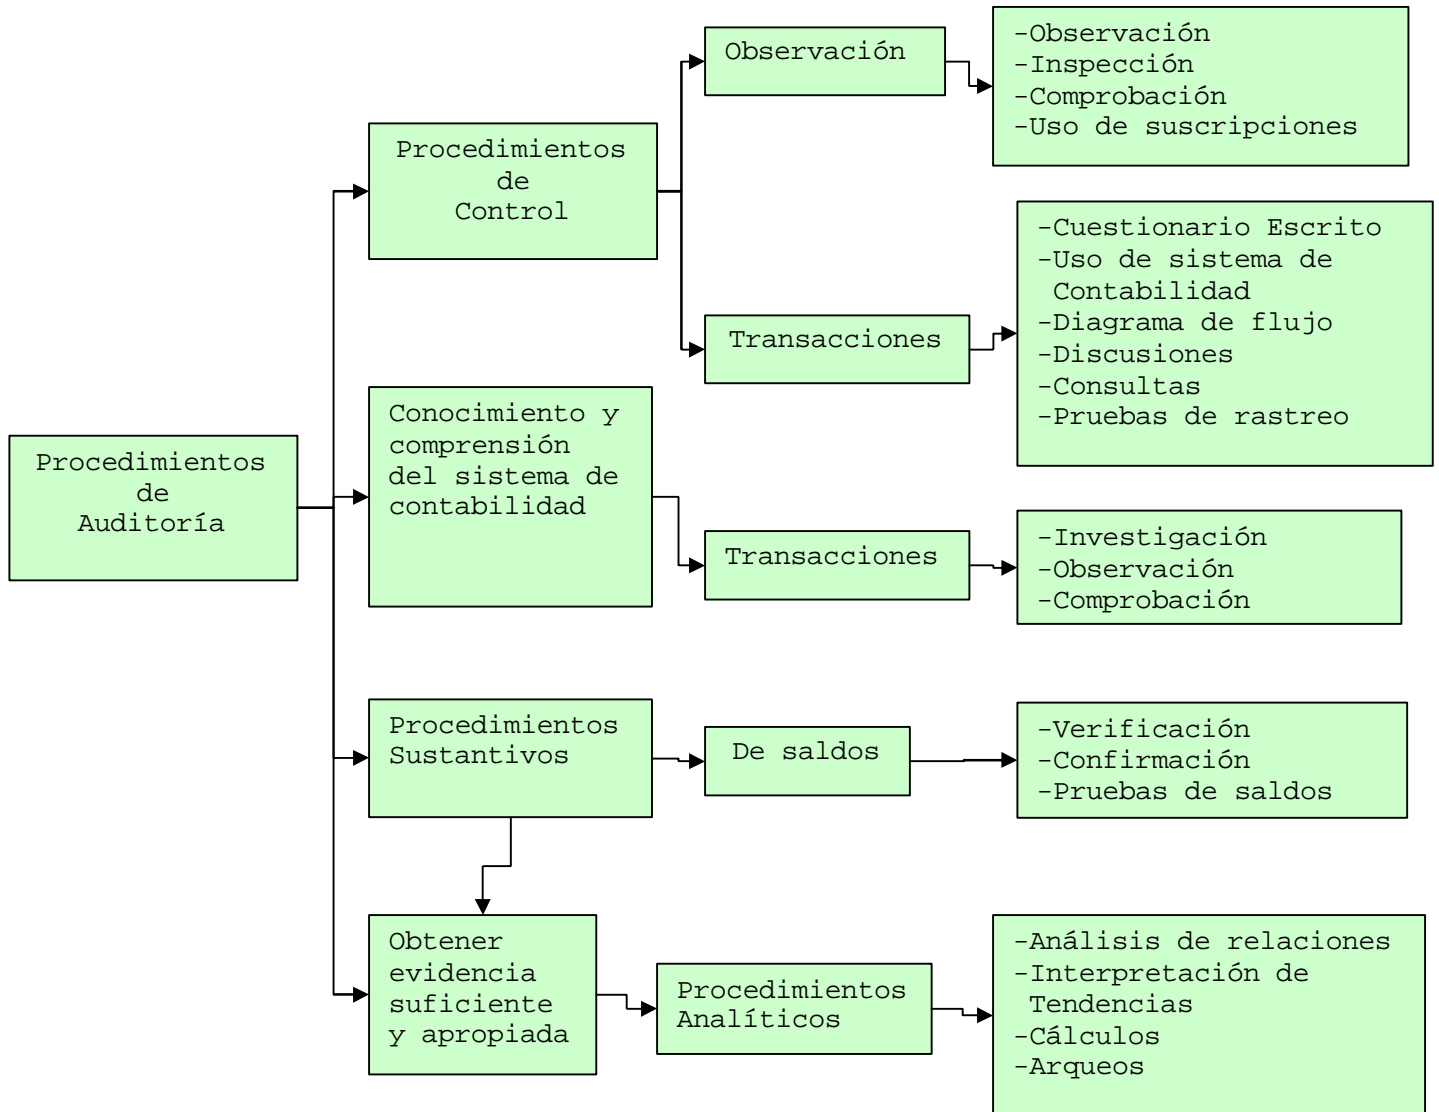 Procedimientos
de
Auditoría
Procedimientos
de
Control
Observación
-Observación
-Inspección
-Comprobación
-Uso de suscripciones
Transacciones
-Cuestionario Escrito
-Uso de sistema de
Contabilidad
-Diagrama de flujo
-Discusiones
-Consultas
-Pruebas de rastreo
Conocimiento y
comprensión
del sistema de
contabilidad
Transacciones
-Investigación
-Observación
-Comprobación
Procedimientos
Sustantivos
De saldos
-Verificación
-Confirmación
-Pruebas de saldos
Obtener
evidencia
suficiente
y apropiada
Procedimientos
Analíticos
-Análisis de relaciones
-Interpretación de
Tendencias
-Cálculos
-Arqueos